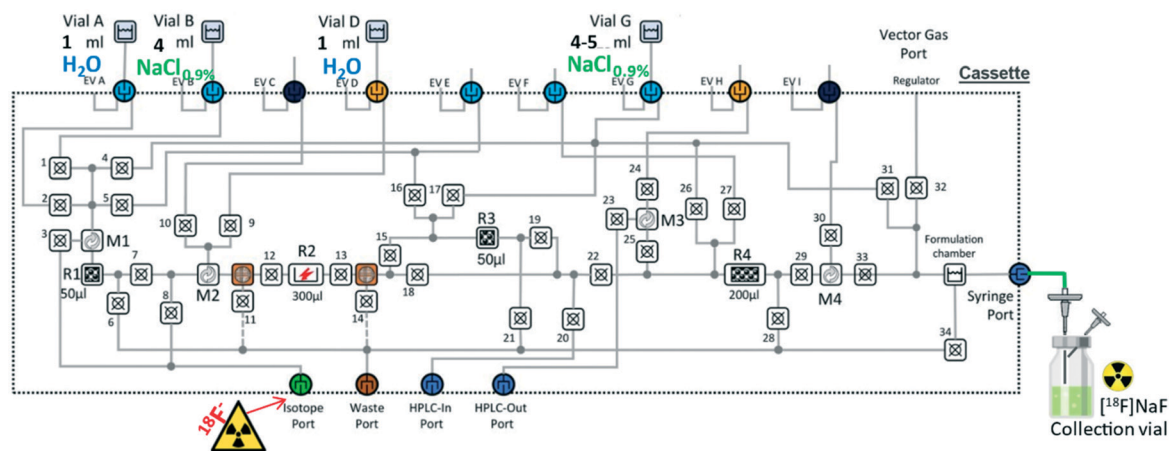 Vial A
1 ml
H2O
Vial B
4 ml
NaCl0.9%
Vial D
1 ml
H2O
Vial G
4-5 ml
NaCl0.9%
Vector Gas
Port
Regulator
Cassette
EV A
EV B
EV C
EV D
EV E
EV F
EV G
EV H
EV I
1
4
2
5
3
M1
R1
50µl
7
6
8
10
9
M2
11
12
R2
300µl
13
14
15
16
17
18
R3
50µl
19
21
20
22
23
24
M3
25
26
27
R4
200µl
28
29
30
M4
31
32
33
Formulation
chamber
34
Syringe
Port
18F-
Isotope
Port
Waste
Port
HPLC-In
Port
HPLC-Out
Port
[18F]NaF
Collection vial